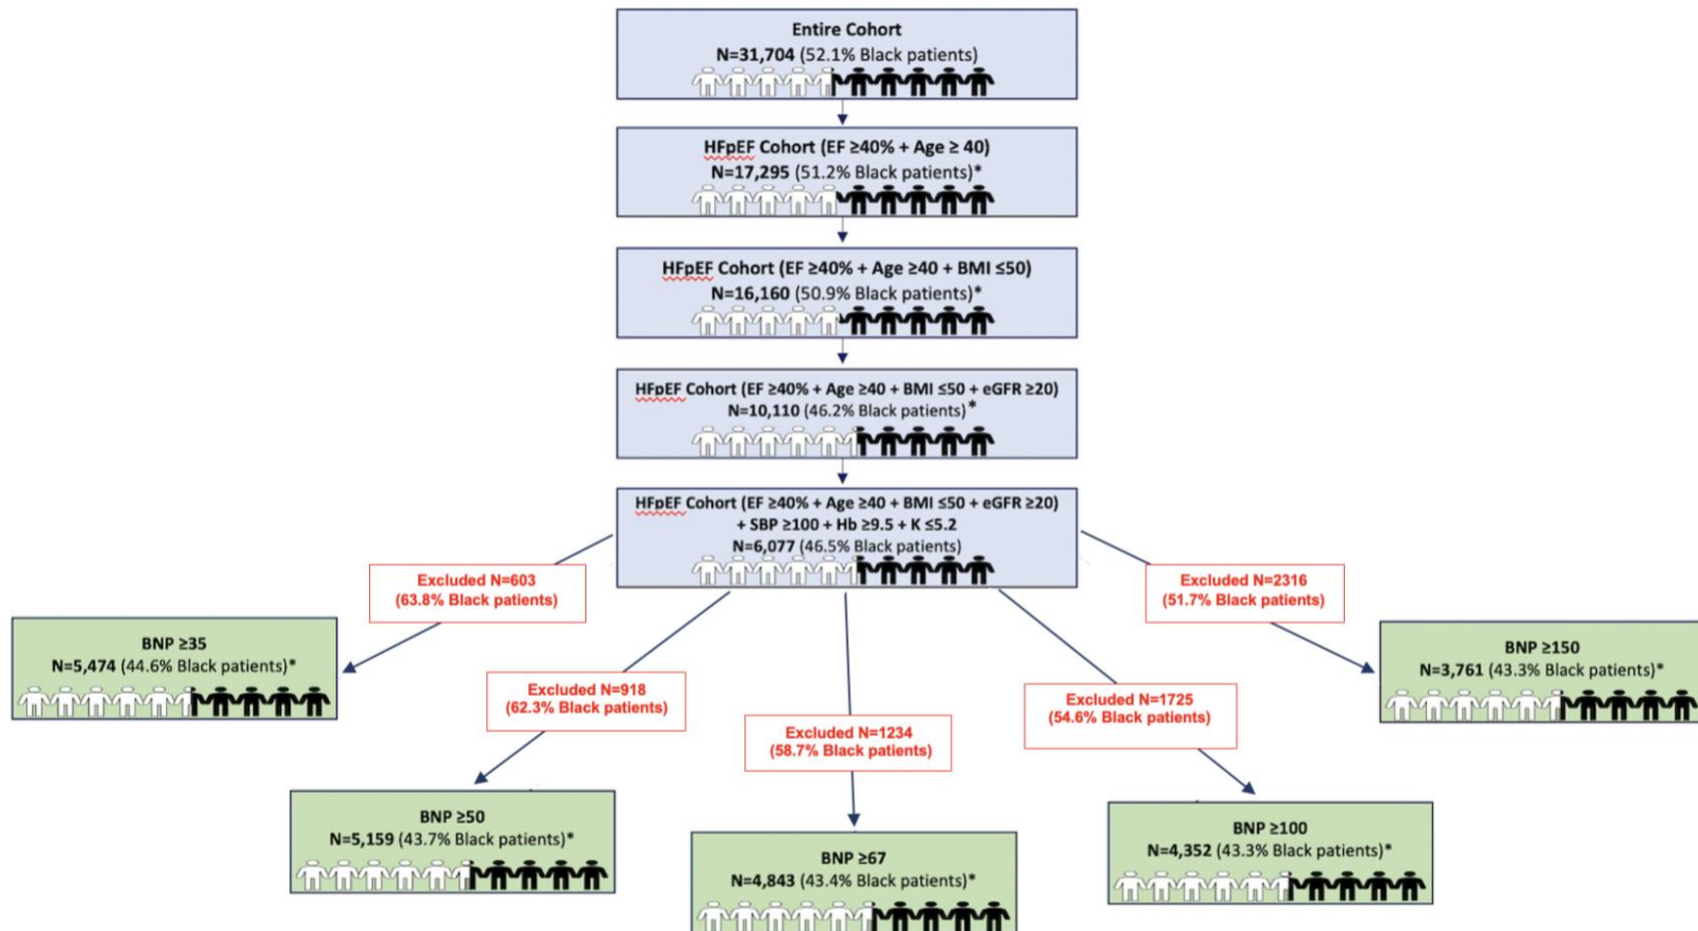 Entire Cohort
N=31,704 (52.1% Black patients)
HFpEF Cohort (EF ≥40% + Age ≥ 40)
N=17,295 (51.2% Black patients)*
HFpEF Cohort (EF ≥40% + Age ≥40 + BMI ≤50)
N=16,160 (50.9% Black patients)*
HFpEF Cohort (EF ≥40% + Age ≥40 + BMI ≤50 + eGFR ≥20)
N=10,110 (46.2% Black patients)*
HFpEF Cohort (EF ≥40% + Age ≥40 + BMI ≤50 + eGFR ≥20)
+ SBP ≥100 + Hb ≥9.5 + K ≤5.2
N=6,077 (46.5% Black patients)
Excluded N=603
(63.8% Black patients)
Excluded N=2316
(51.7% Black patients)
BNP ≥35
N=5,474 (44.6% Black patients)*
BNP ≥150
N=3,761 (43.3% Black patients)*
Excluded N=918
(62.3% Black patients)
Excluded N=1725
(54.6% Black patients)
Excluded N=1234
(58.7% Black patients)
BNP ≥50
N=5,159 (43.7% Black patients)*
BNP ≥100
N=4,352 (43.3% Black patients)*
BNP ≥67
N=4,843 (43.4% Black patients)*